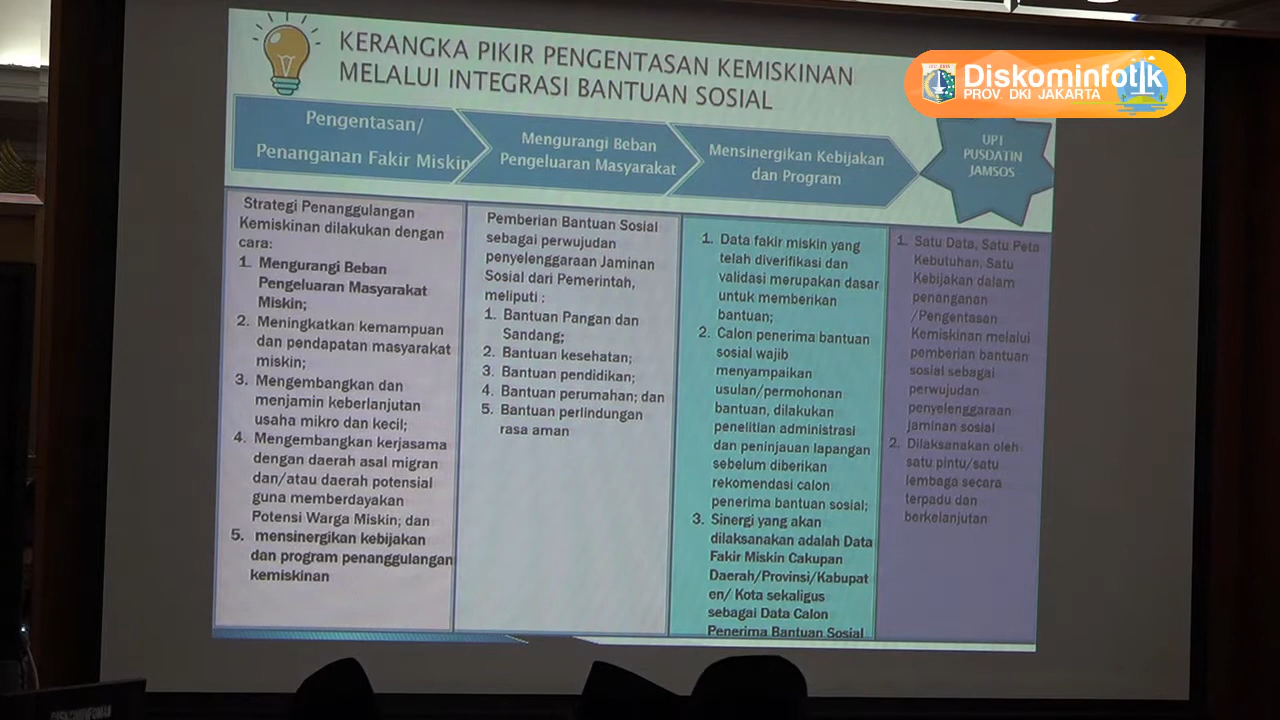 KERANGKA PIKIR PENGENTASAN KEMISKINAN
MELALUI INTEGRASI BANTUAN SOSIAL
Diskominfotik
PROV. DKI JAKARTA
Pengentasan/
Penanganan Fakir Miskin
Mengurangi Beban
Pengeluaran Masyarakat
Mensinergikan Kebijakan
dan Program
UPT
PUSDATIN
JAMSOS
Strategi Penanggulangan
Kemiskinan dilakukan dengan
cara:
1. Mengurangi Beban
Pengeluaran Masyarakat
Miskin;
2. Meningkatkan kemampuan
dan pendapatan masyarakat
miskin;
3. Mengembangkan dan
menjamin keberlanjutan
usaha mikro dan kecil;
4. Mengembangkan kerjasama
dengan daerah asal migran
dan/atau daerah potensial
guna memberdayakan
Potensi Warga Miskin; dan
5. mensinergikan kebijakan
dan program penanggulangan
kemiskinan
Pemberian Bantuan Sosial
sebagai perwujudan
penyelenggaraan Jaminan
Sosial dari Pemerintah,
meliputi :
1. Bantuan Pangan dan
Sandang;
2. Bantuan kesehatan;
3. Bantuan pendidikan;
4. Bantuan perumahan; dan
5. Bantuan perlindungan
rasa aman
1. Data fakir miskin yang
telah diverifikasi dan
validasi merupakan dasar
untuk memberikan
bantuan;
2. Calon penerima bantuan
sosial wajib
menyampaikan
usulan/permohonan
bantuan, dilakukan
penelitian administrasi
dan peninjauan lapangan
sebelum diberikan
rekomendasi calon
penerima bantuan sosial;
3. Sinergi yang akan
dilaksanakan adalah Data
Fakir Miskin Cakupan
Daerah/Provinsi/Kabupat
en/ Kota sekaligus
sebagai Data Calon
Penerima Bantuan Sosial
1. Satu Data, Satu Peta
Kebutuhan, Satu
Kebijakan dalam
penanganan
/Pengentasan
Kemiskinan melalui
pemberian bantuan
sosial sebagai
perwujudan
penyelenggaraan
jaminan sosial
2. Dilaksanakan oleh
satu pintu/satu
lembaga secara
terpadu dan
berkelanjutan